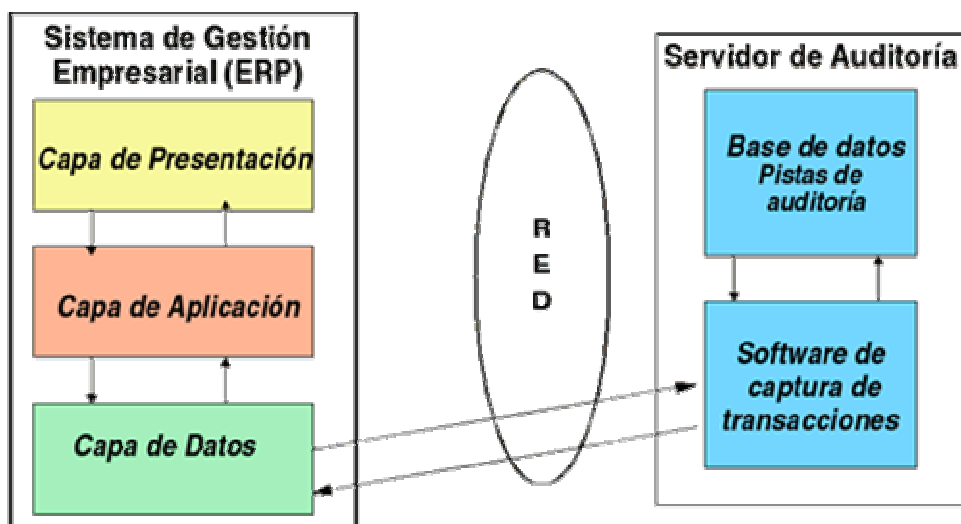 Sistema de Gestión
Empresarial (ERP)
Capa de Presentación
Capa de Aplicación
Capa de Datos
R
E
D
Servidor de Auditoría
Base de datos
Pistas de
auditoría
Software de
captura de
transacciones